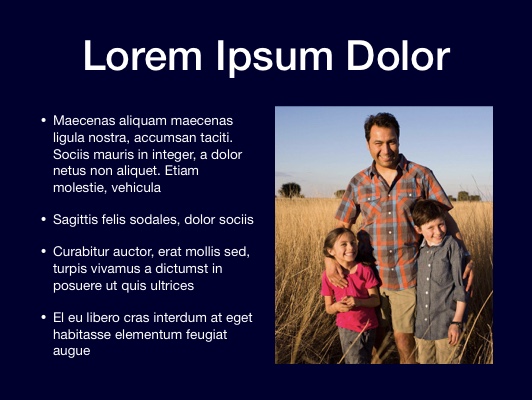 Lorem Ipsum Dolor
• Maecenas aliquam maecenas
ligula nostra, accumsan taciti.
Sociis mauris in integer, a dolor
netus non aliquet. Etiam
molestie, vehicula
• Sagittis felis sodales, dolor sociis
• Curabitur auctor, erat mollis sed,
turpis vivamus a dictumst in
posuere ut quis ultrices
• El eu libero cras interdum at eget
habitasse elementum feugiat
augue